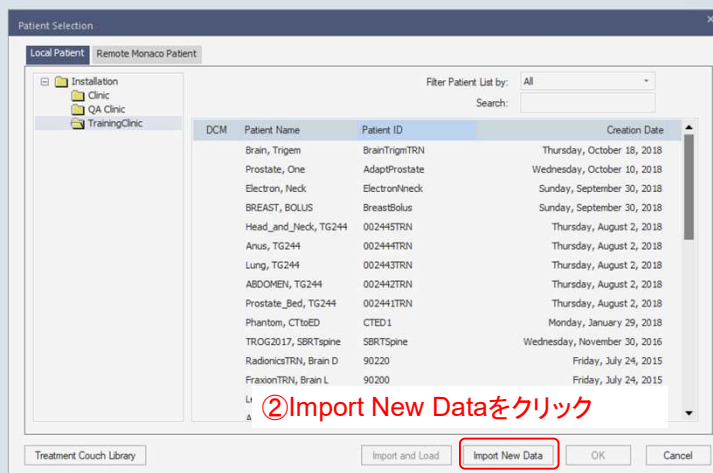 Patient Selection
Local Patient Remote Monaco Patient
Installation
Clinic
QA Clinic
TrainingClinic
Filter Patient List by: All
Search:
DCM Patient Name Patient ID Creation Date
Brain, Trigem BrainTrigmTRN Thursday, October 18, 2018
Prostate, One AdaptProstate Wednesday, October 10, 2018
Electron, Neck ElectronNneck Sunday, September 30, 2018
BREAST, BOLUS BreastBolus Sunday, September 30, 2018
Head_and_Neck, TG244 002445TRN Thursday, August 2, 2018
Anus, TG244 002444TRN Thursday, August 2, 2018
Lung, TG244 002443TRN Thursday, August 2, 2018
ABDOMEN, TG244 002442TRN Thursday, August 2, 2018
Prostate_Bed, TG244 002441TRN Thursday, August 2, 2018
Phantom, CTtoED CTED1 Monday, January 29, 2018
TROG2017, SBRTspine SBRTSpine Wednesday, November 30, 2016
RadionicsTRN, Brain D 90220 Friday, July 24, 2015
FraxionTRN, Brain L 90200 Friday, July 24, 2015
②Import New Dataをクリック
Treatment Couch Library Import and Load Import New Data OK Cancel